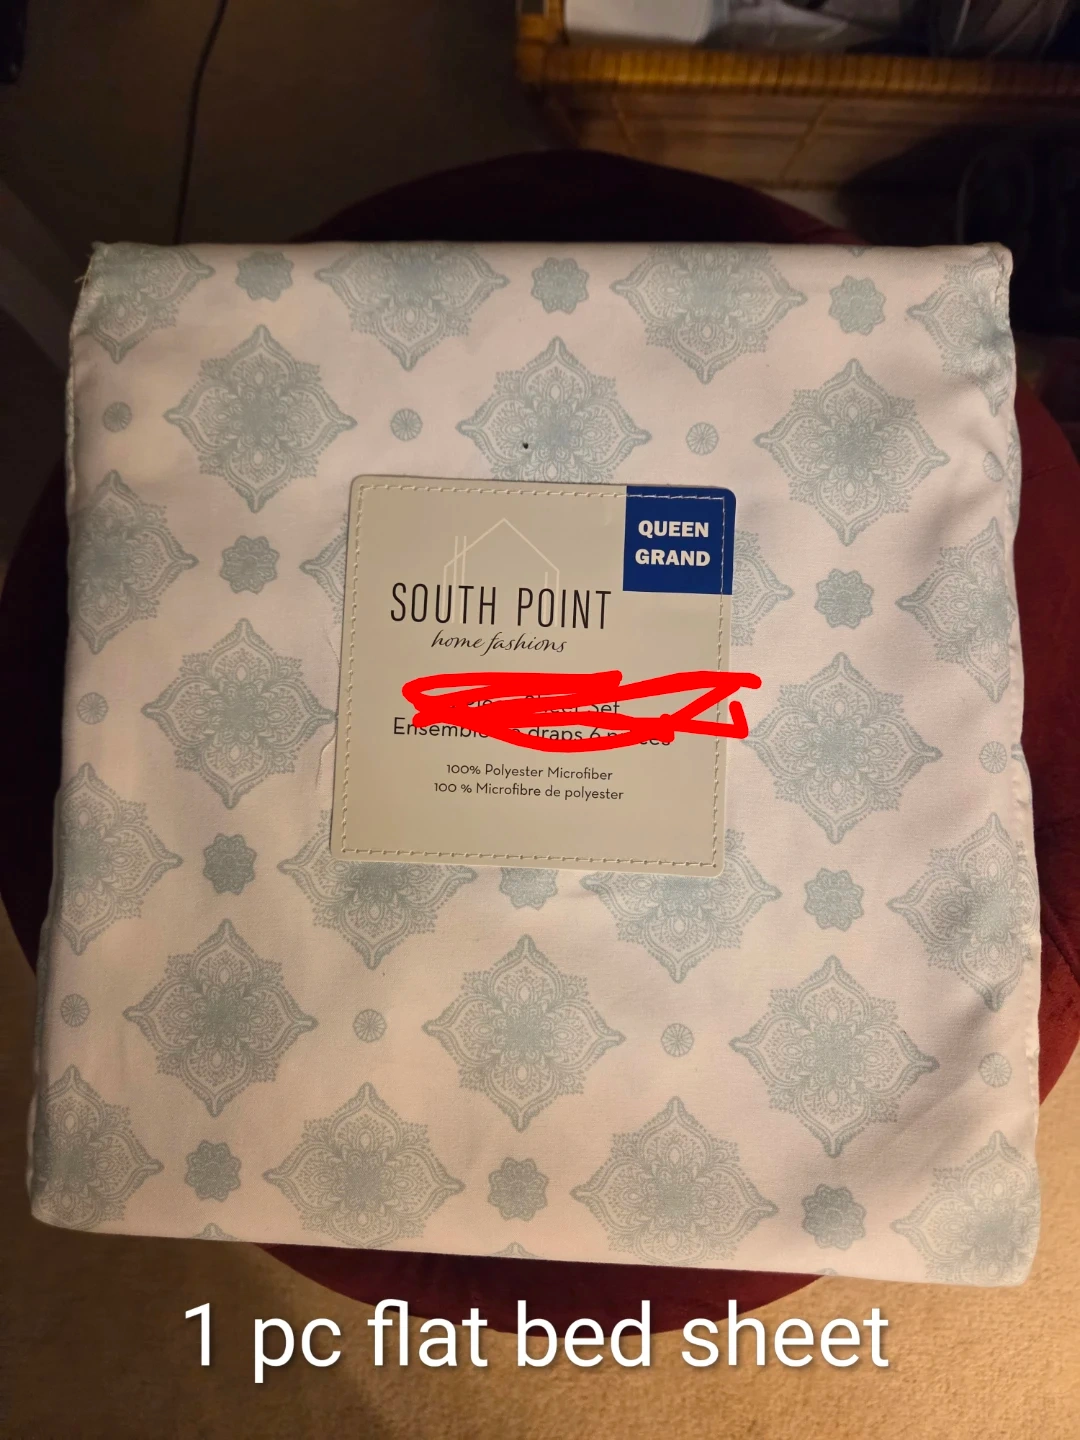 QUEEN
GRAND
SOUTH POINT
home fashions
Set
Ensemble draps 6
100% Polyester Microfiber
100 % Microfibre de polyester
1 pc flat bed sheet